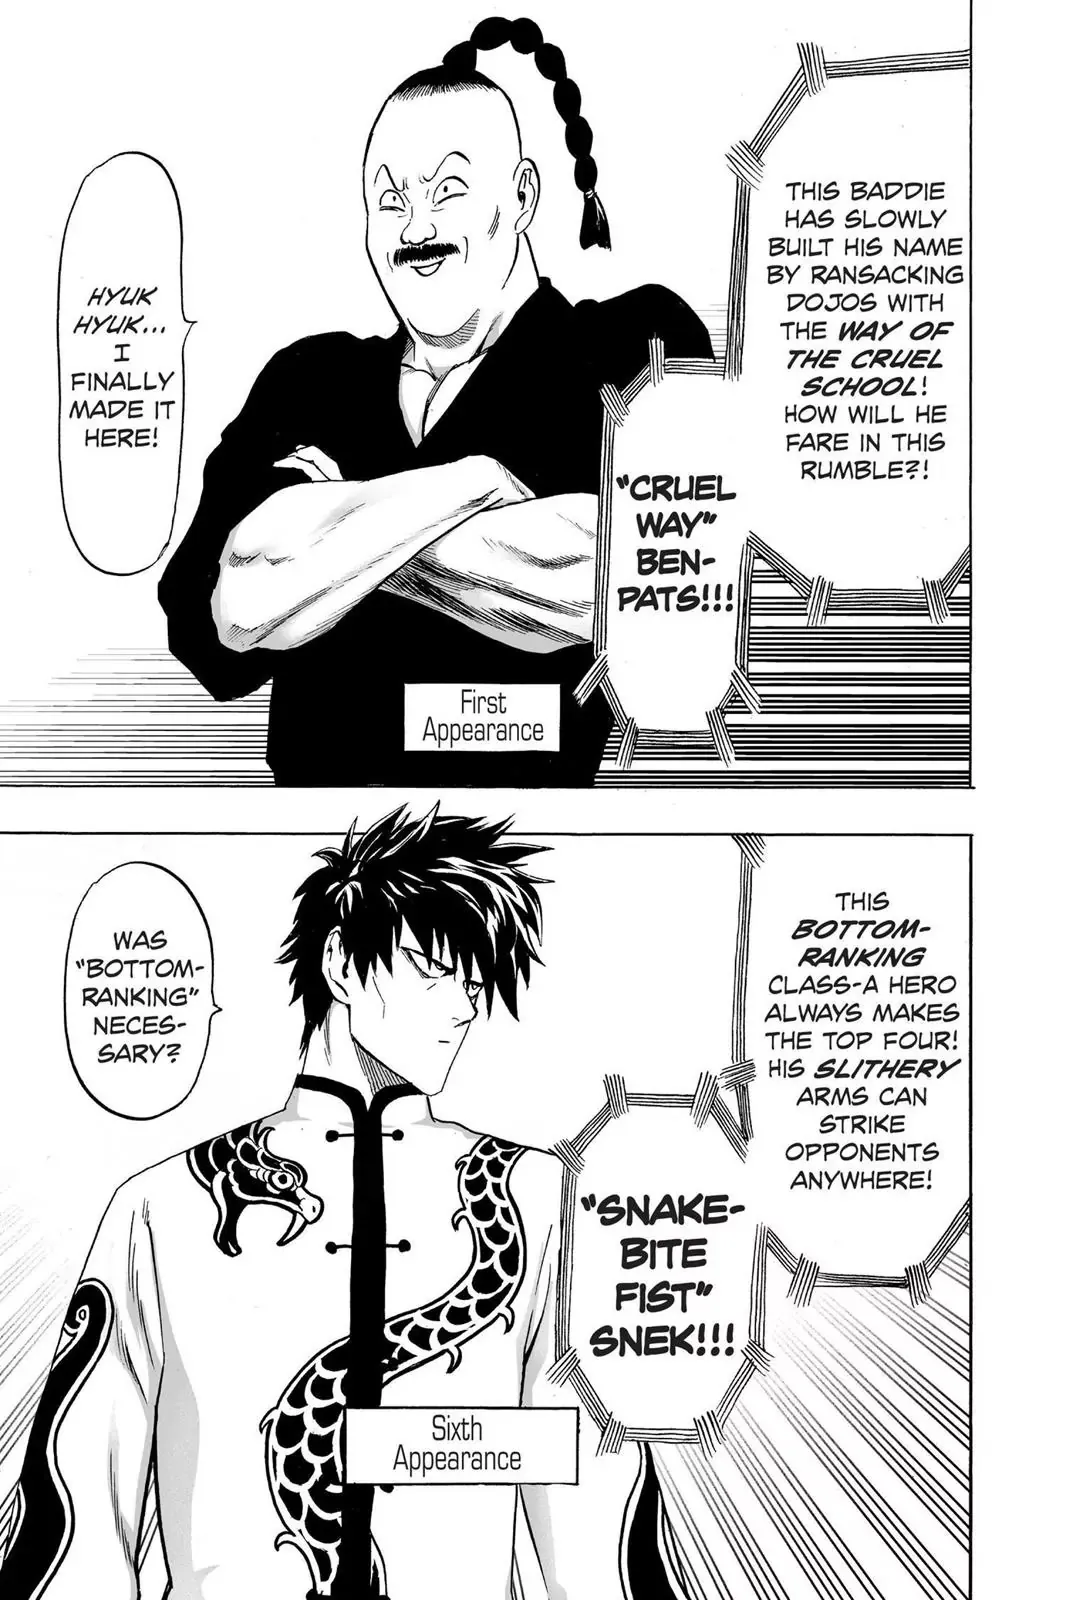 THIS BADDIE
HAS SLOWLY
BUILT HIS NAME
BY RANSACKING
DOJOS WITH
THE WAY OF
THE CRUEL
SCHOOL!
HOW WILL HE
FARE IN THIS
RUMBLE?!
"CRUEL
WAY"
BEN-
PATS!!!
HYUK
HYUK...
I
FINALLY
MADE IT
HERE!
First
Appearance
THIS
BOTTOM-
RANKING
CLASS-A HERO
ALWAYS MAKES
THE TOP FOUR!
HIS SLITHERY
ARMS CAN
STRIKE
OPPONENTS
ANYWHERE!
"SNAKE-
BITE
FIST"
SNEK!!!
WAS
"BOTTOM-
RANKING"
NECES-
SARY?
Sixth
Appearance